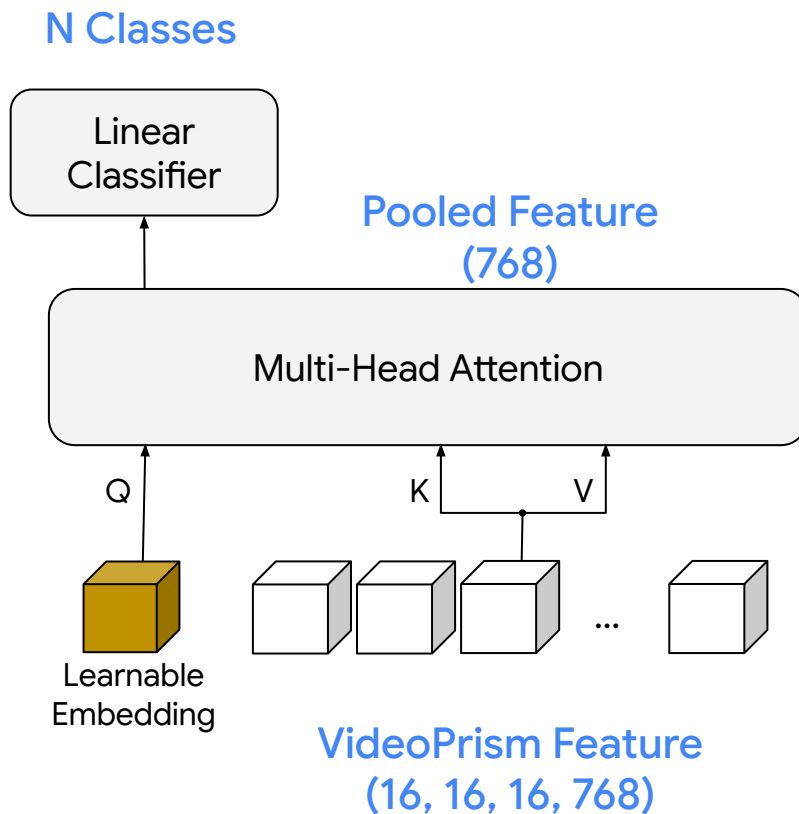 N Classes
Linear
Classifier
Pooled Feature
(768)
Multi-Head Attention
Q
K
V
...
Learnable
Embedding
VideoPrism Feature
(16, 16, 16, 768)